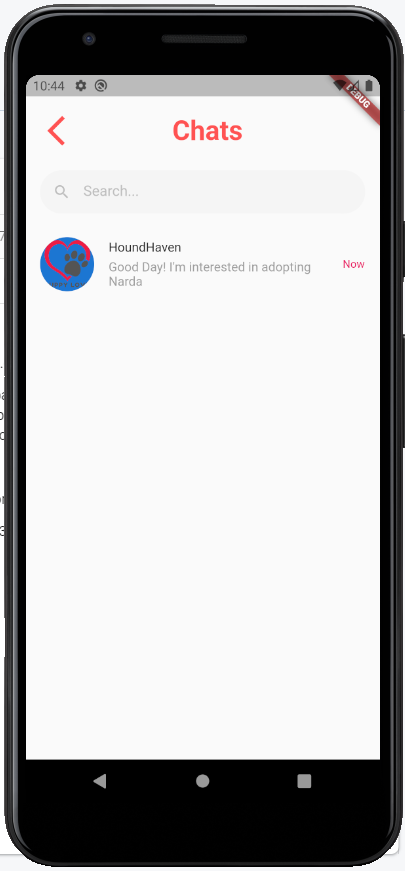 10:44
DEBUG
Chats
Search...
HoundHaven
Good Day! I'm interested in adopting
Narda
Now